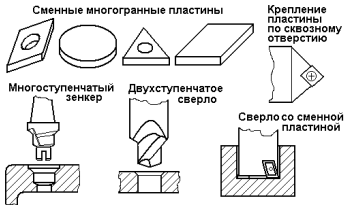 Сменные многогранные пластины
Крепление
пластины
по сквозному
отверстию
Многоступенчатый
зенкер
Двухступенчатое
сверло
Сверло со сменной
пластиной